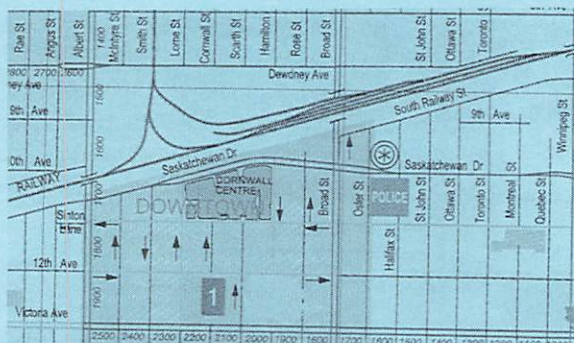 Rae St
Angus St
Albert St
1400
McIntyre St
Smith St
Lorne St
Cornwall St
Scarth St
Hamilton
Rose St
Broad St
St John St
Ottawa St
Toronto
2700
2600
Dewdney Ave
1500
South Railway St
9th Ave
9th Ave
Winnipeg St
1600
Saskatchewan Dr
Saskatchewan Dr
RAILWAY
1700
CORNWALL
CENTRE
DOWNTOWN
Broad St
Osler St
POLICE
St John St
Ottawa St
Toronto St
Montreal St
Quebec St
1800
12th Ave
Halifax St
1900
1
Victoria Ave
2500 2400 2300 2200 2100 2000 1900 1800 1700